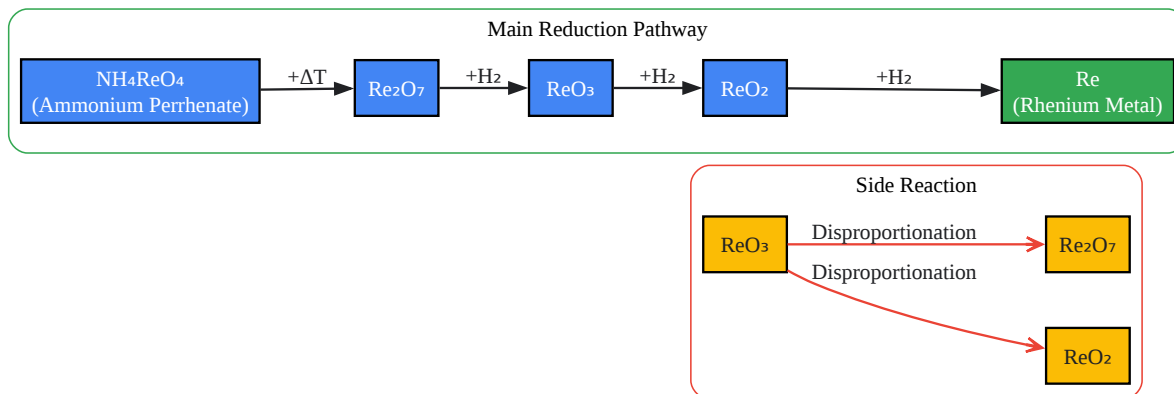 Main Reduction Pathway
NH₄ReO₄
(Ammonium Perrhenate)
+ΔT
Re₂O₇
+H₂
ReO₃
+H₂
ReO₂
+H₂
Re
(Rhenium Metal)
Side Reaction
ReO₃
Disproportionation
Re₂O₇
Disproportionation
ReO₂